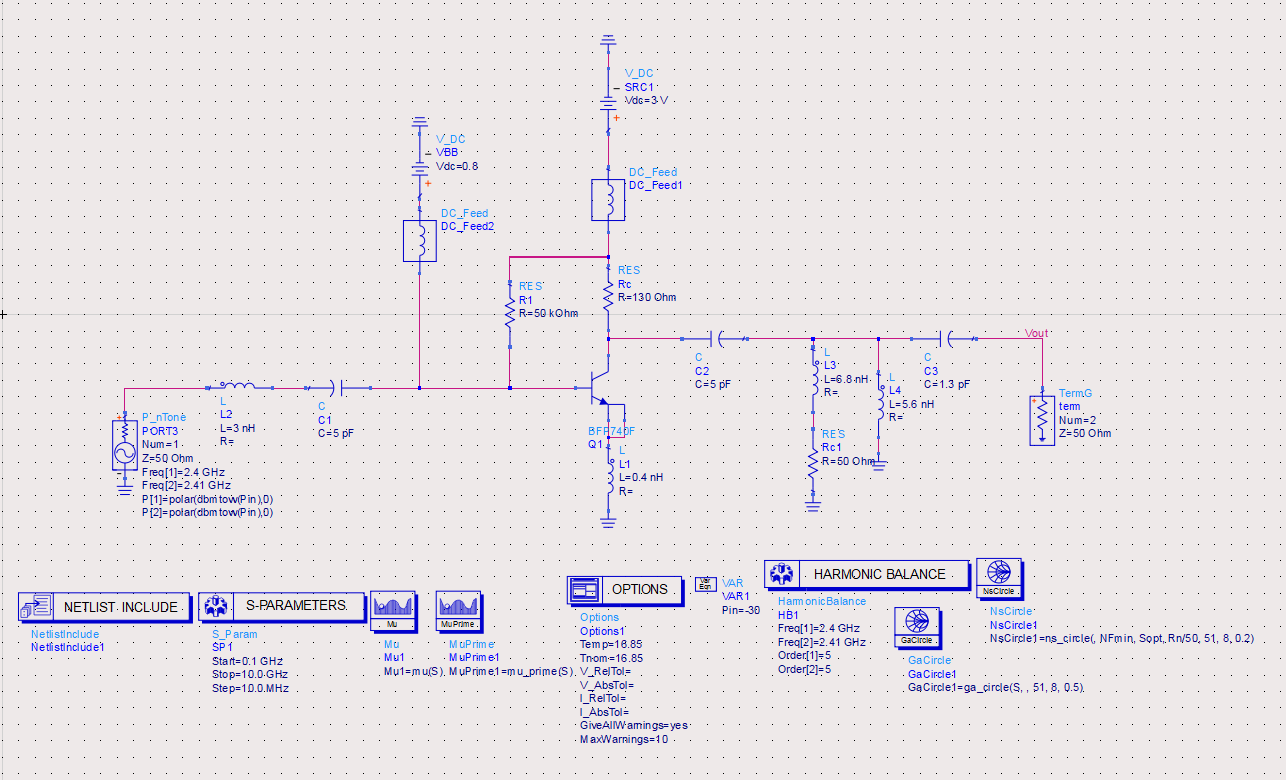 V_DC
SRC1
Vdc=3 V
V_DC
VBB
Vdc=0.8
DC_Feed
DC_Feed1
DC_Feed
DC_Feed2
RES
Rc
R=130 Ohm
RES
R1
R=50 kOhm
Vout
C
C2
C=5 pF
L
L3
L=6.8 nH
R=
C
C3
C=1.3 pF
L
L4
L=5.6 nH
R=
L
L2
L=3 nH
R=
C
C1
C=5 pF
P_nTone
PORT3
Num=1
Z=50 Ohm
Freq[1]=2.4 GHz
Freq[2]=2.41 GHz
P[1]=polar(dbmtow(Pin),0)
P[2]=polar(dbmtow(Pin),0)
BFP740F
Q1
L
L1
L=0.4 nH
R=
RES
Rc1
R=50 Ohm
TermG
term
Num=2
Z=50 Ohm
NETLIST INCLUDE
NetlistInclude
NetlistInclude1
S-PARAMETERS
S_Param
SP1
Start=0.1 GHz
Stop=10.0 GHz
Step=10.0 MHz
Mu
Mu
Mu1
Mu1=mu(S)
MuPrime
MuPrime
MuPrime1
MuPrime1=mu_prime(S)
OPTIONS
Options
Options1
Temp=16.85
Tnom=16.85
V_RelTol=
V_AbsTol=
I_RelTol=
I_AbsTol=
GiveAllWarnings=yes
MaxWarnings=10
Var
Eqn
VAR
VAR1
Pin=-30
HARMONIC BALANCE
HarmonicBalance
HB1
Freq[1]=2.4 GHz
Freq[2]=2.41 GHz
Order[1]=5
Order[2]=5
GaCircle
GaCircle
GaCircle1
GaCircle1=ga_circle(S, , 51, 8, 0.5)
NsCircle
NsCircle
NsCircle1
NsCircle1=ns_circle(, NFmin, Sopt, Rn/50, 51, 8, 0.2)